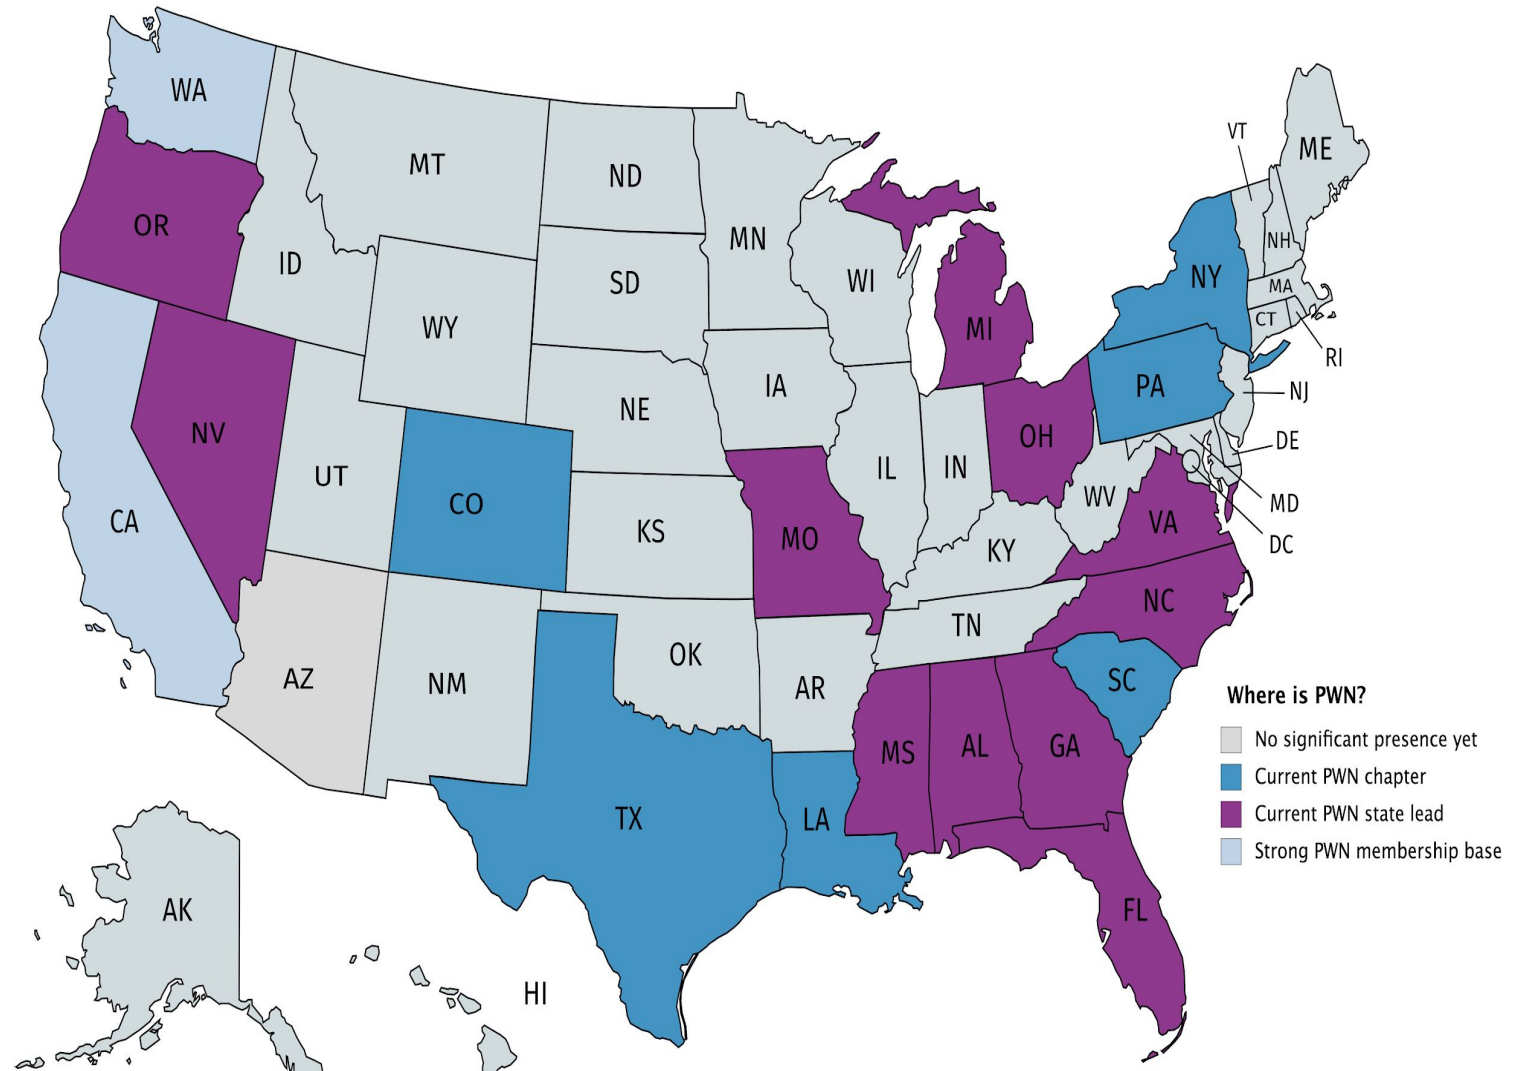 WA
MT
ND
MN
VT
ME
OR
ID
SD
WI
NH
NY
MA
WY
MI
CT
RI
IA
PA
NJ
NE
NV
OH
DE
UT
IL
IN
CO
WV
MD
CA
KS
MO
VA
DC
KY
NC
TN
AZ
NM
OK
AR
SC
MS
AL
GA
TX
LA
Where is PWN?
No significant presence yet
Current PWN chapter
Current PWN state lead
Strong PWN membership base
AK
FL
HI